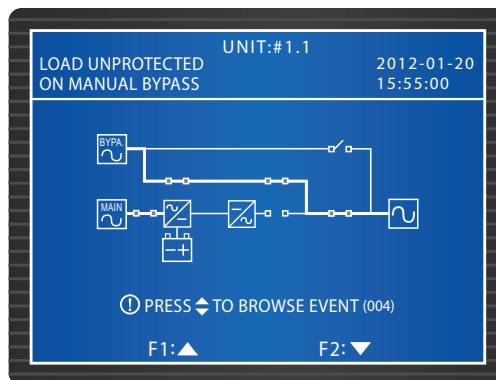 UNIT:#1.1
LOAD UNPROTECTED
ON MANUAL BYPASS
2012-01-20
15:55:00
BYPA.
MAIN
PRESS TO BROWSE EVENT (004)
F1:
F2: